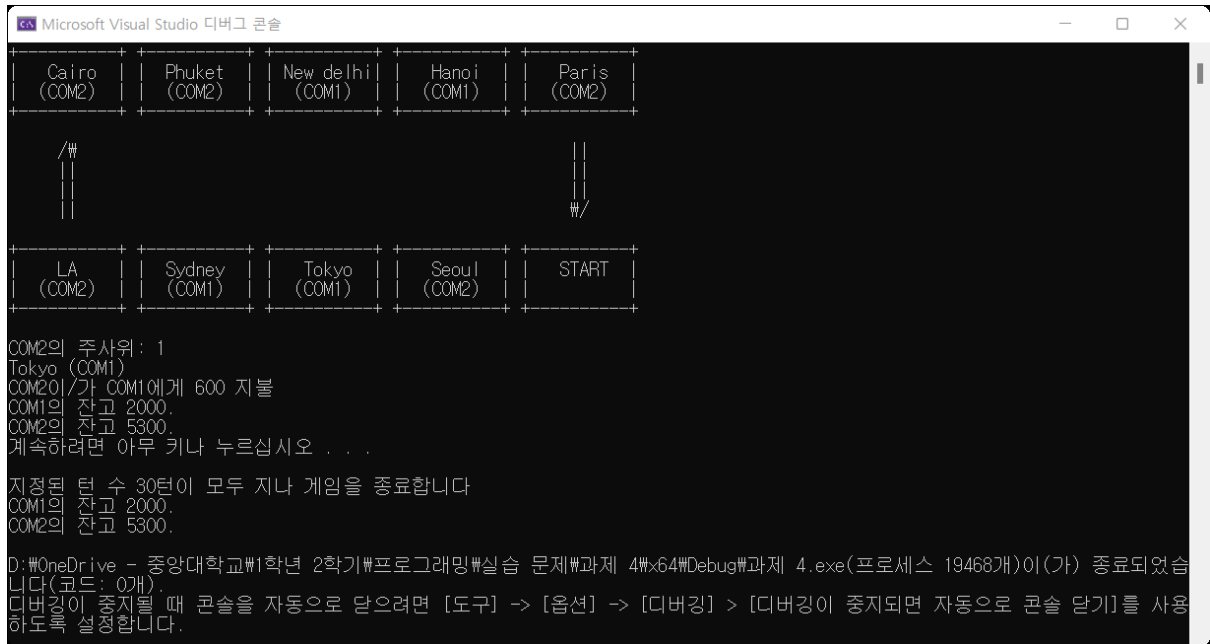 Microsoft Visual Studio 디버그 콘솔
+----------+ +----------+ +----------+ +----------+ +----------+
|   Cairo  | |  Phuket  | | New delhi| |   Hanoi  | |   Paris  |
|  (COM2)  | |  (COM2)  | |  (COM1)  | |  (COM1)  | |  (COM2)  |
+----------+ +----------+ +----------+ +----------+ +----------+
/₩ ||
|| ||
|| ||
|| ₩/
+----------+ +----------+ +----------+ +----------+ +----------+
|    LA    | |  Sydney  | |   Tokyo  | |   Seoul  | |   START  |
|  (COM2)  | |  (COM1)  | |  (COM1)  | |  (COM2)  | |          |
+----------+ +----------+ +----------+ +----------+ +----------+
COM2의 주사위: 1
Tokyo (COM1)
COM2이/가 COM1에게 600 지불
COM1의 잔고 2000.
COM2의 잔고 5300.
계속하려면 아무 키나 누르십시오 . . .
지정된 턴 수 30턴이 모두 지나 게임을 종료합니다
COM1의 잔고 2000.
COM2의 잔고 5300.
D:₩OneDrive - 중앙대학교₩1학년 2학기₩프로그래밍₩실습 문제₩과제 4₩x64₩Debug₩과제 4.exe(프로세스 19468개)이(가) 종료되었습
니다(코드: 0개).
디버깅이 중지될 때 콘솔을 자동으로 닫으려면 [도구] -> [옵션] -> [디버깅] > [디버깅이 중지되면 자동으로 콘솔 닫기]를 사용
하도록 설정합니다.